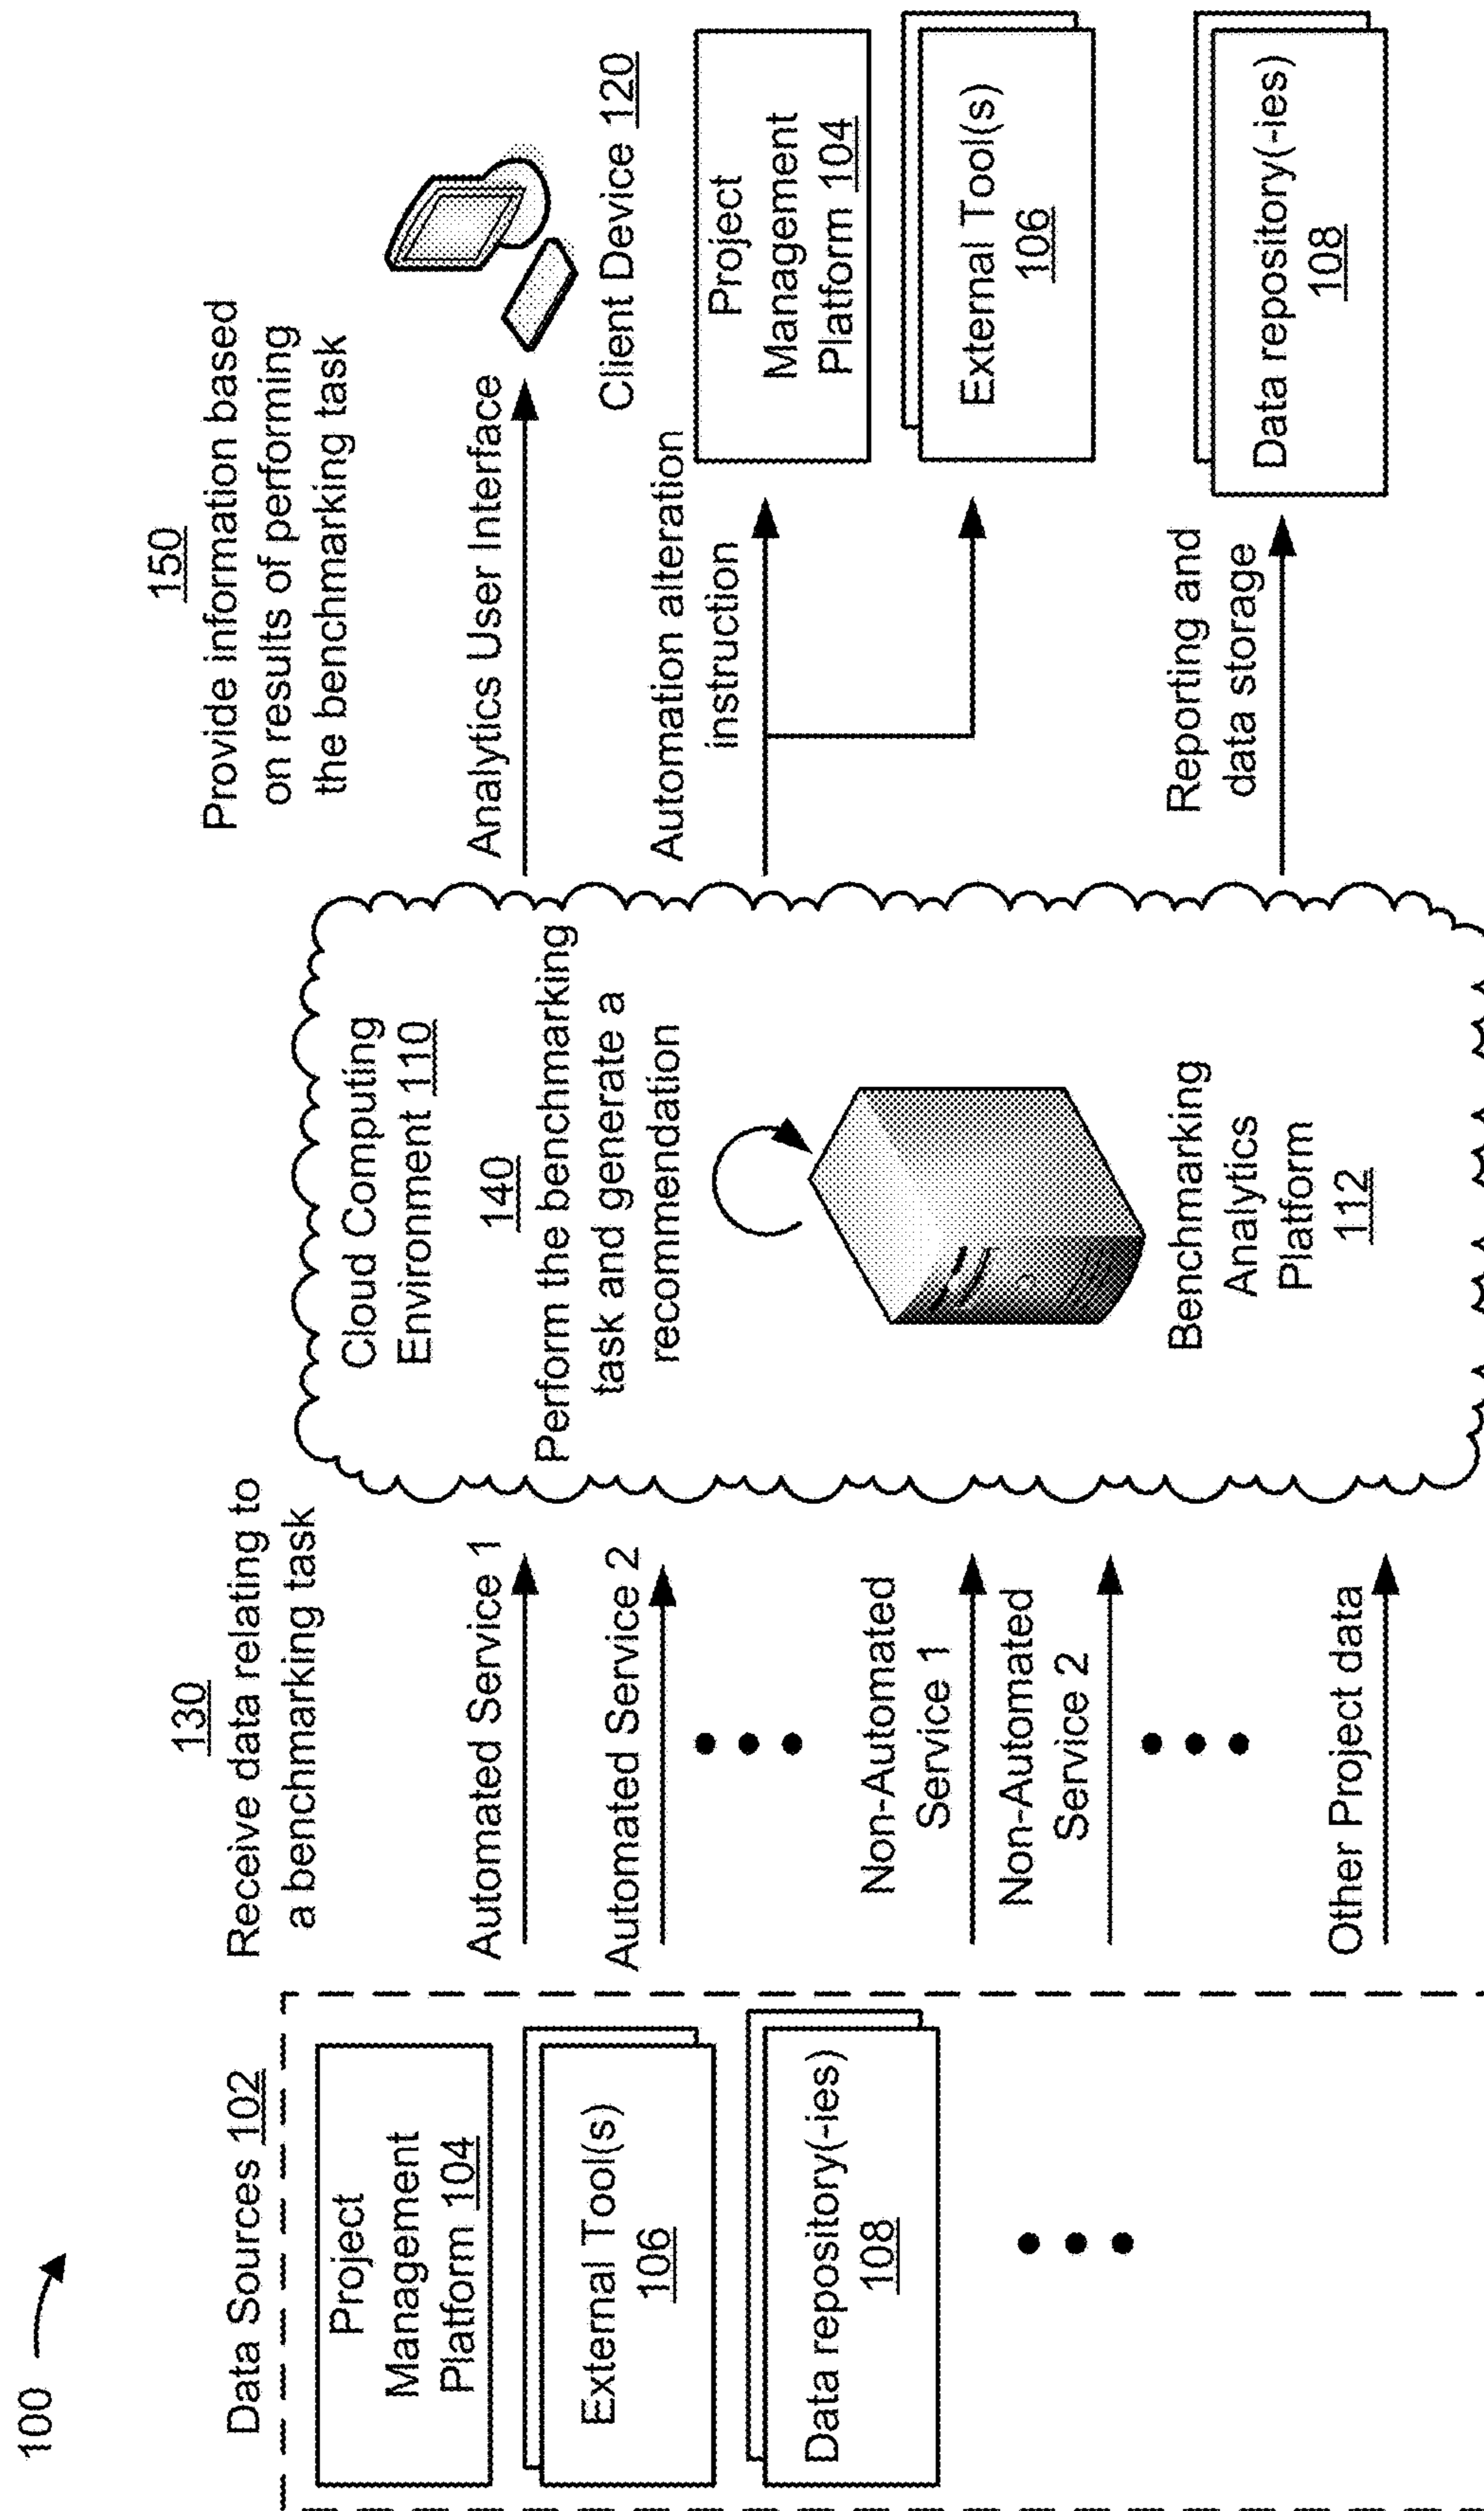 100
Data Sources 102
Project
Management
Platform 104
External Tool(s)
106
Data repository(-ies)
108
130
Receive data relating to
a benchmarking task
Automated Service 1
Automated Service 2
Non-Automated
Service 1
Non-Automated
Service 2
Other Project data
Cloud Computing
Environment 110
140
Perform the benchmarking
task and generate a
recommendation
Benchmarking
Analytics
Platform
112
150
Provide information based
on results of performing
the benchmarking task
Analytics User Interface
Client Device 120
Automation alteration
instruction
Project
Management
Platform 104
External Tool(s)
106
Reporting and
data storage
Data repository(-ies)
108